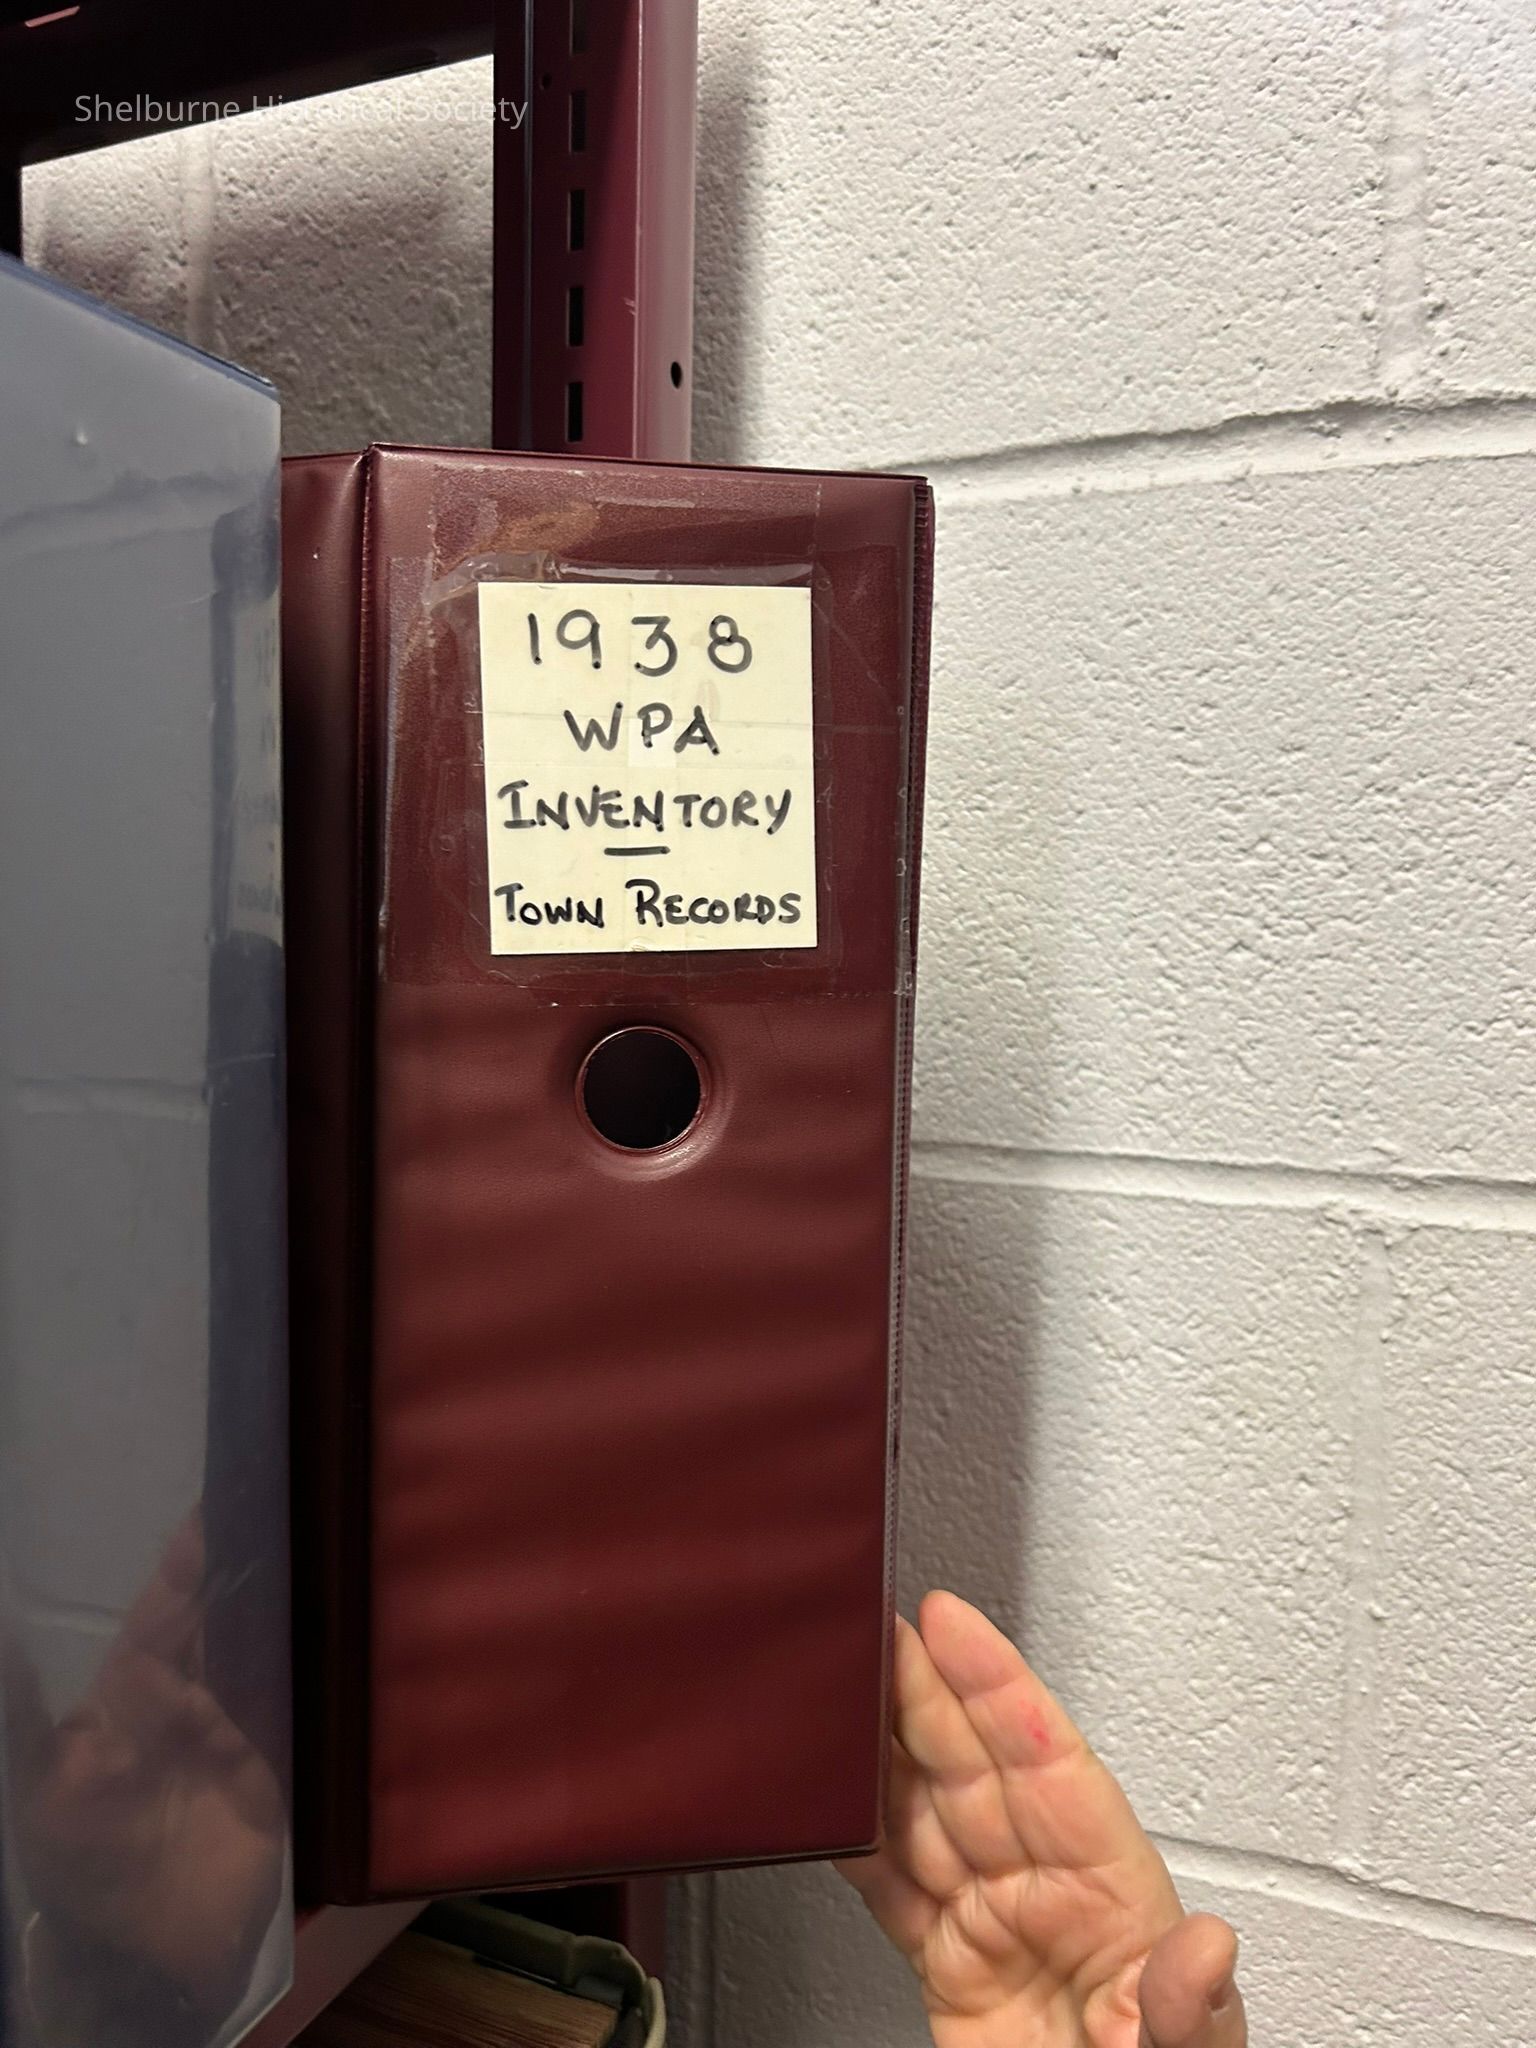 Shelburne Historical Society
1938
WPA
INVENTORY
—
TOWN RECORDS